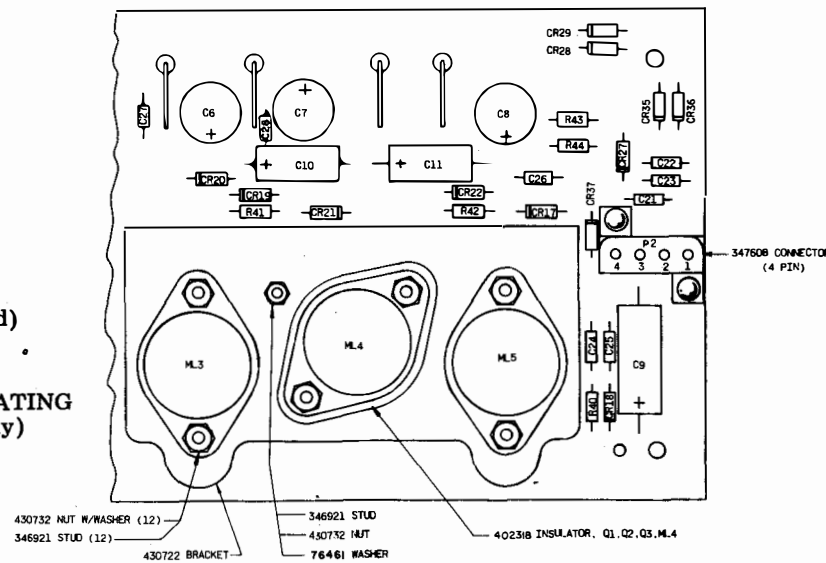 CR29
CR28
C27
C6
+
C7
+
C28
C8
+
R43
R44
CR35
CR36
+ C10
+ C11
CR27
C22
C23
C21
CR20
CR19
R41
CR21
CR22
R42
C26
CR17
CR37
P2
4 3 2 1
347608 CONNECTOR
(4 PIN)
ML3
ML4
ML5
C24
C25
C9
+
R40
CR18
d)
ATING
y)
430732 NUT W/WASHER (12)
346921 STUD (12)
430722 BRACKET
346921 STUD
430732 NUT
76461 WASHER
402318 INSULATOR, Q1,Q2,Q3,ML4